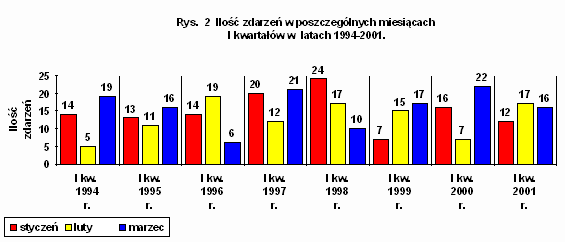 Rys. 2 Ilość zdarzeń w poszczególnych miesiącach
I kwartałów w latach 1994-2001.
Ilość
zdarzeń
25
20
15
10
5
0
14 5 19
13 11 16
14 19 6
20 12 21
24 17 10
7 15 17
16 7 22
12 17 16
I kw. I kw. I kw. I kw. I kw. I kw. I kw. I kw.
1994 1995 1996 1997 1998 1999 2000 2001
r. r. r. r. r. r. r. r.
styczeń luty marzec